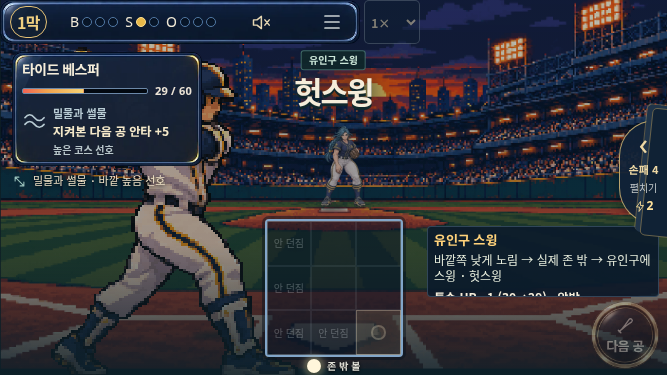 1막
B S O
1×
타이드 베스퍼
29 / 60
밀물과 썰물
지켜본 다음 공 안타 +5
높은 코스 선호
밀물과 썰물 · 바깥 높음 선호
유인구 스윙
헛스윙
손패 4
펼치기
2
안 던짐
안 던짐
안 던짐 안 던짐
존 밖 볼
유인구 스윙
바깥쪽 낮게 노림 → 실제 존 밖 → 유인구에
스윙 · 헛스윙
다음 공